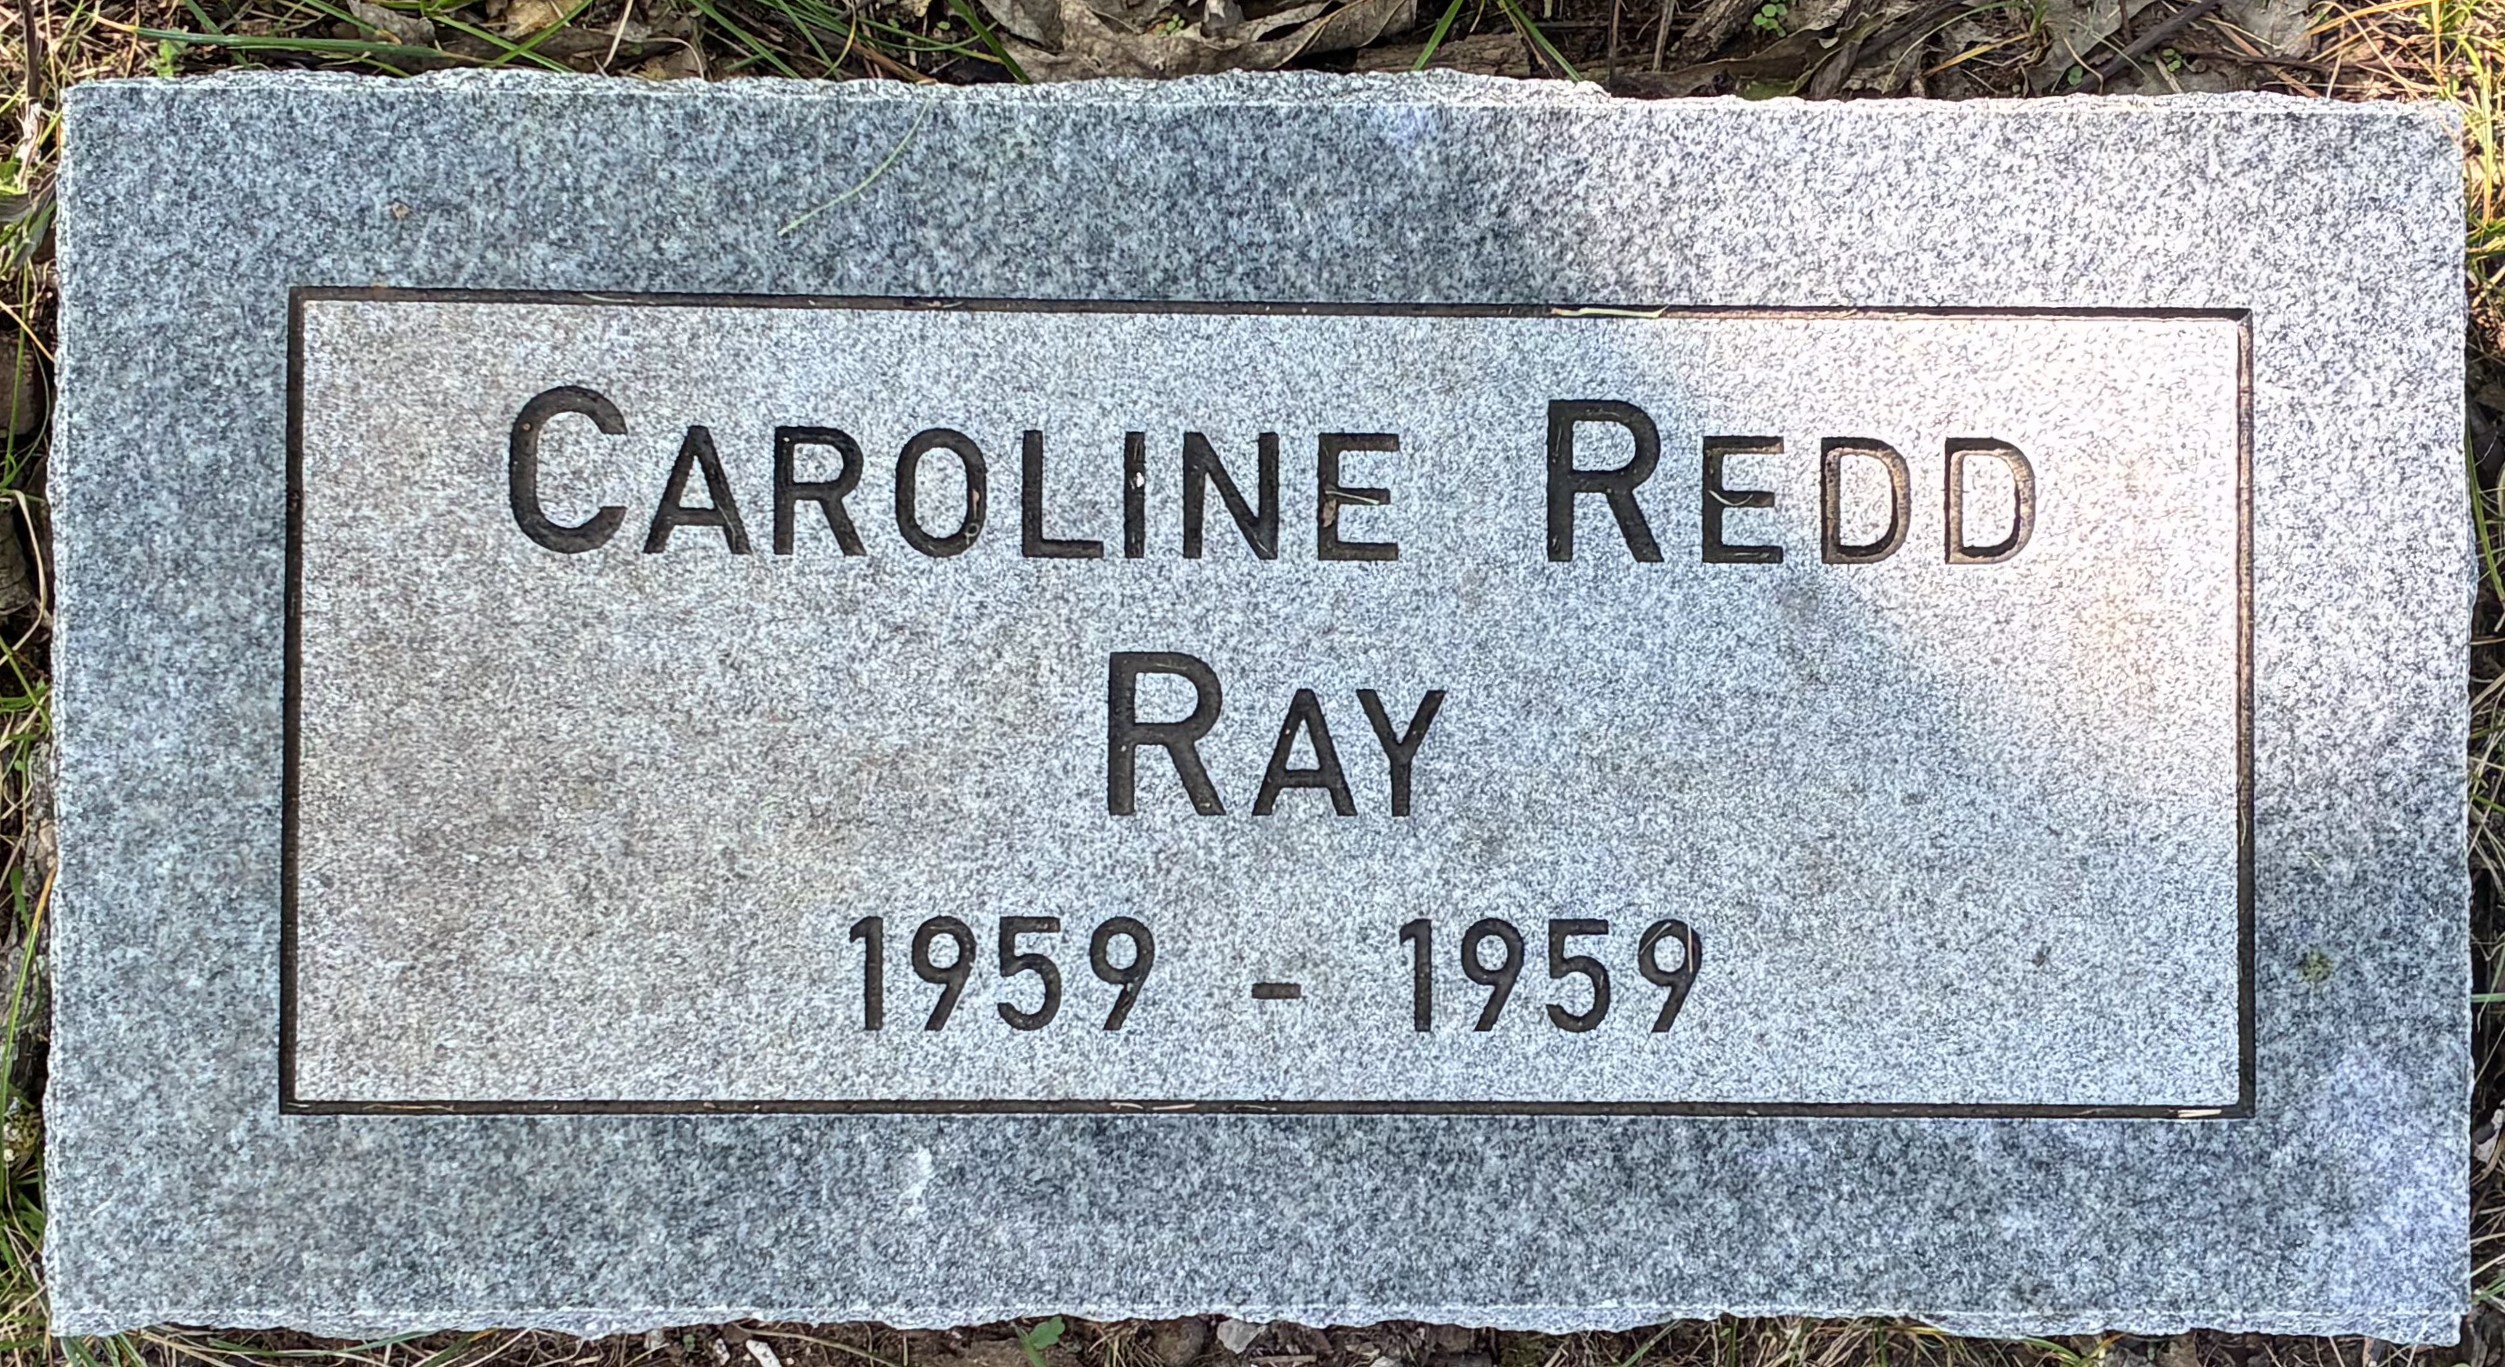 CAROLINE REDD
RAY
1959 - 1959